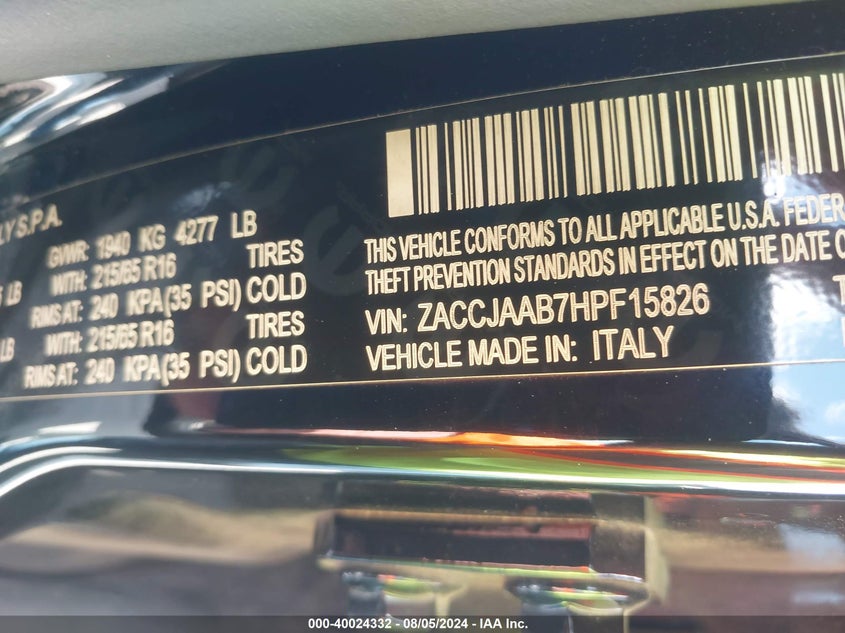 LY S.P.A.
GVWR: 1940 KG 4277 LB
LB WITH: 215/65 R16 TIRES
RIMS AT: 240 KPA(35 PSI) COLD
LB WITH: 215/65 R16 TIRES
RIMS AT: 240 KPA(35 PSI) COLD
THIS VEHICLE CONFORMS TO ALL APPLICABLE U.S.A. FEDER
THEFT PREVENTION STANDARDS IN EFFECT ON THE DATE O
VIN: ZACCJAAB7HPF15826
VEHICLE MADE IN: ITALY
000-40024332 - 08/05/2024 - IAA Inc.